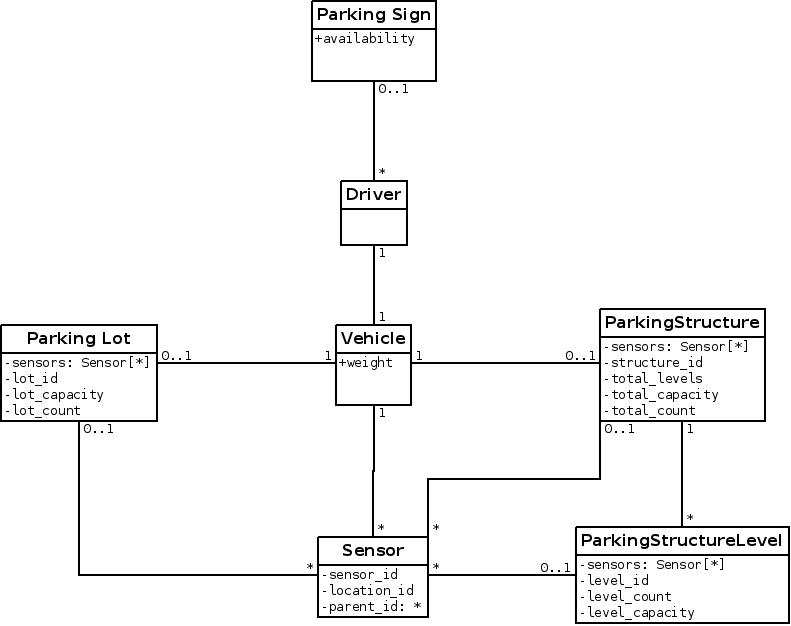 Parking Sign
+availability
0..1
*
Driver
1
1
Parking Lot
-sensors: Sensor[*]
-lot_id
-lot_capacity
-lot_count
0..1
1
Vehicle
+weight
1
0..1
ParkingStructure
-sensors: Sensor[*]
-structure_id
-total_levels
-total_capacity
-total_count
0..1
1
0..1
1
*
*
*
*
Sensor
-sensor_id
-location_id
-parent_id: *
*
0..1
ParkingStructureLevel
-sensors: Sensor[*]
-level_id
-level_count
-level_capacity